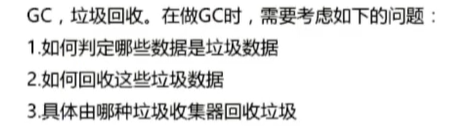 GC，垃圾回收。在做GC时，需要考虑如下的问题：
1.如何判定哪些数据是垃圾数据
2.如何回收这些垃圾数据
3.具体由哪种垃圾收集器回收垃圾